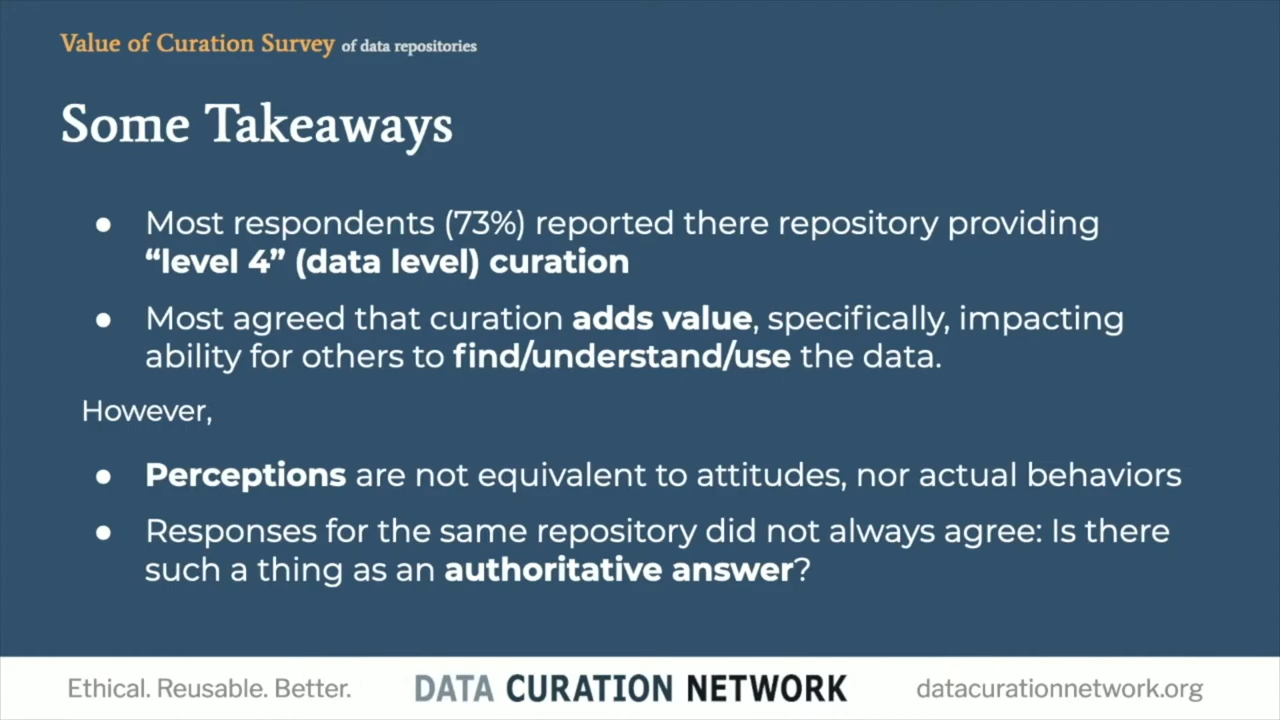 Value of Curation Survey of data repositories
Some Takeaways
● Most respondents (73%) reported there repository providing
“level 4” (data level) curation
● Most agreed that curation adds value, specifically, impacting
ability for others to find/understand/use the data.
However,
● Perceptions are not equivalent to attitudes, nor actual behaviors
● Responses for the same repository did not always agree: Is there
such a thing as an authoritative answer?
Ethical. Reusable. Better.
DATA CURATION NETWORK
datacurationnetwork.org